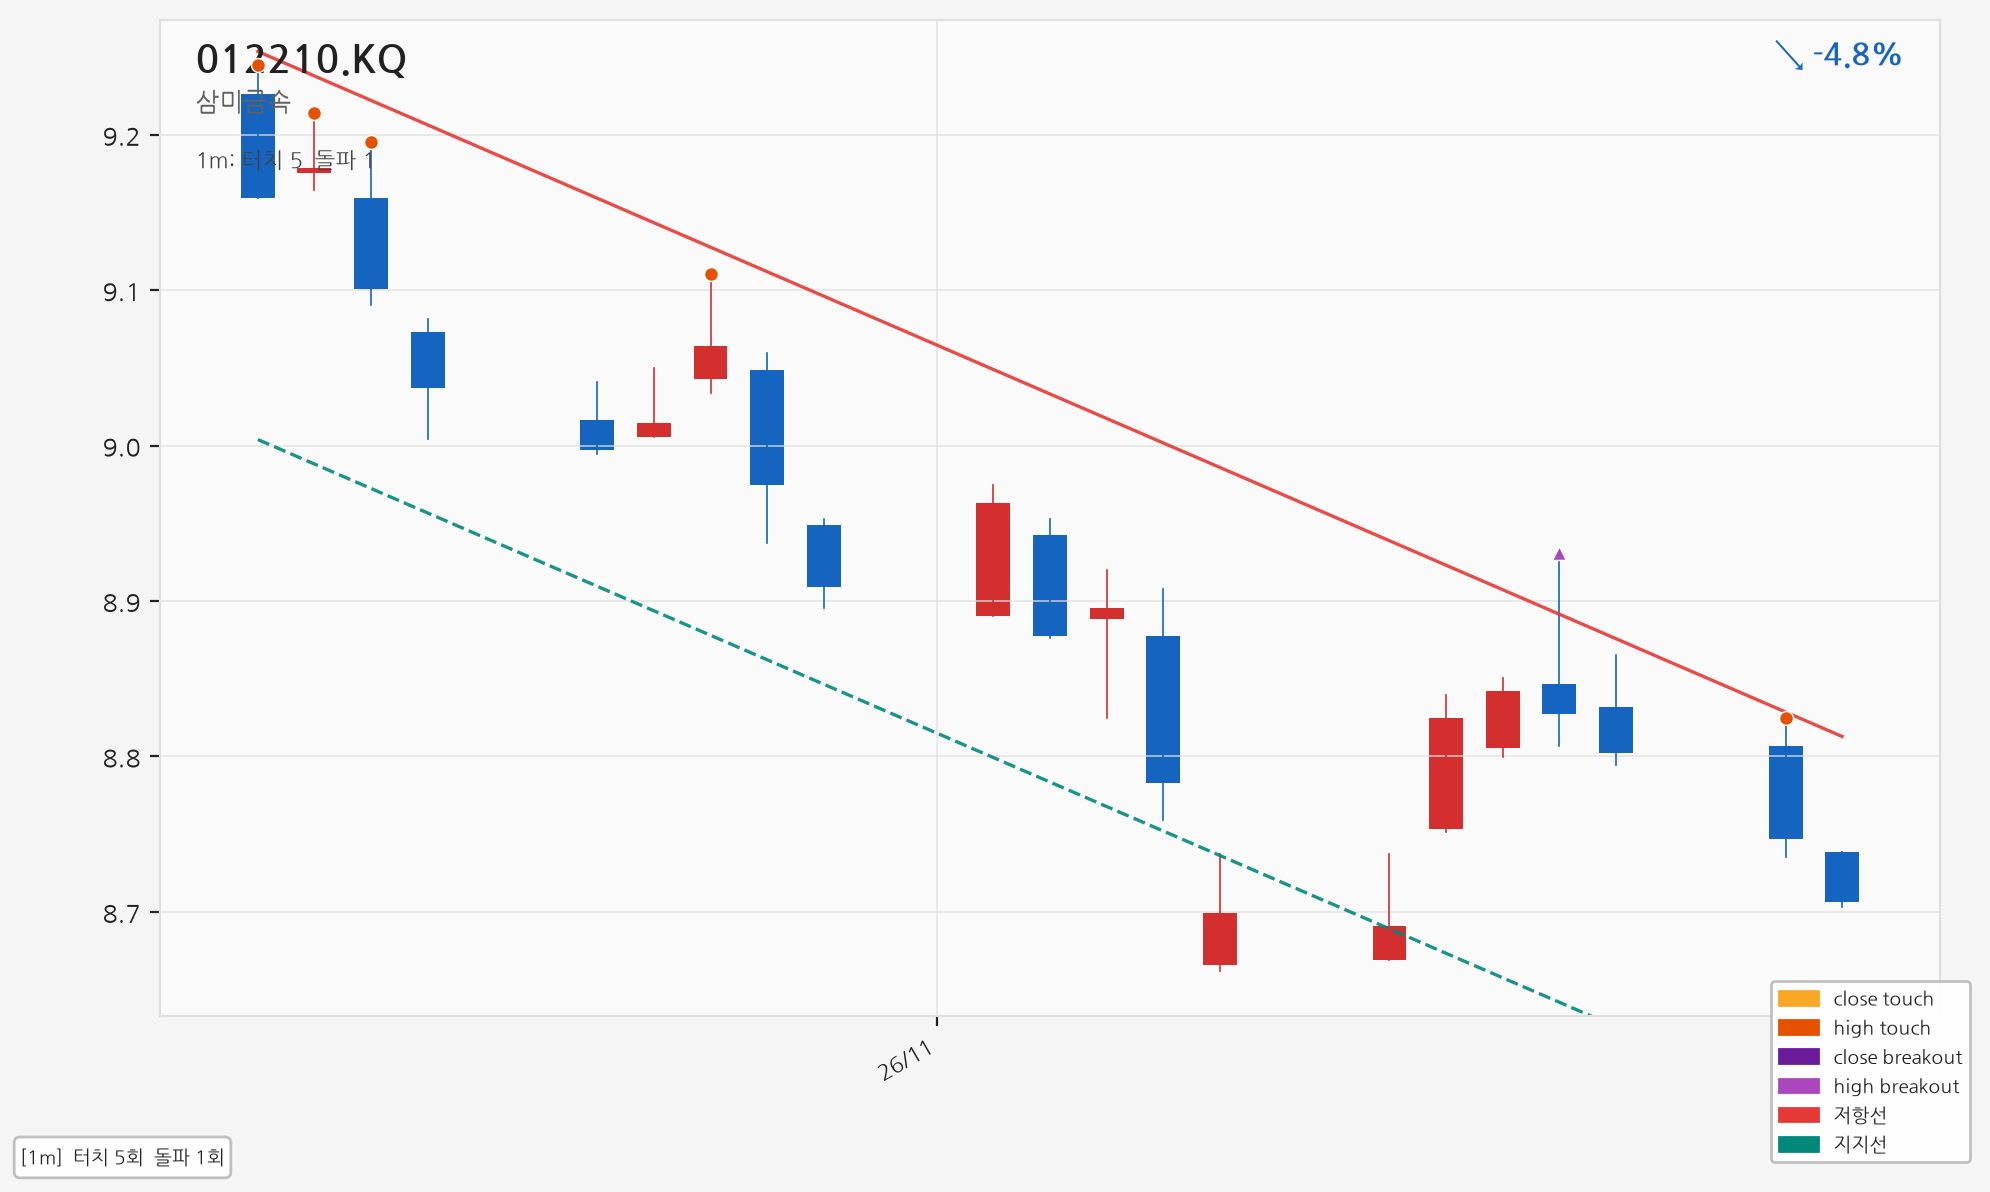 012210.KQ
삼미금속
1m: 터치 5  돌파 1
-4.8%
9.2
9.1
9.0
8.9
8.8
8.7
26/11
close touch
high touch
close breakout
high breakout
저항선
지지선
[1m]  터치 5회  돌파 1회